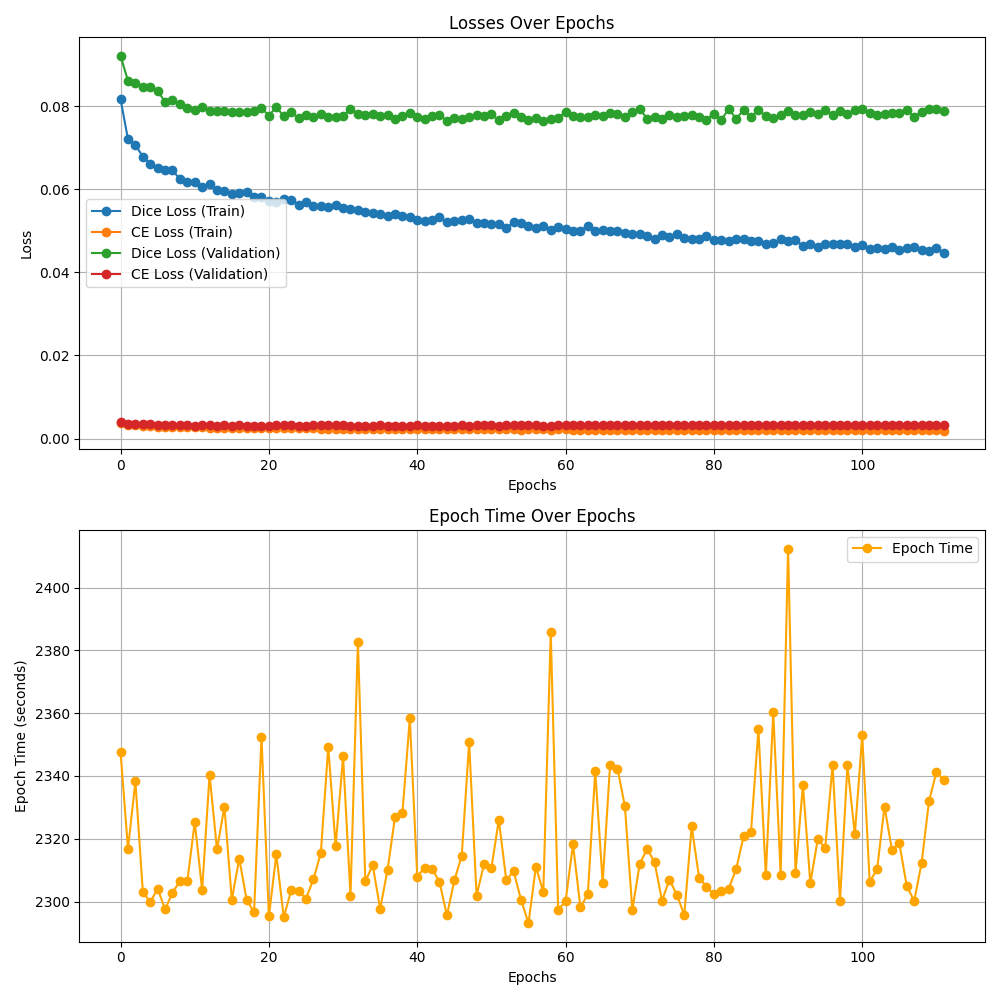 Losses Over Epochs
Loss
0.08
0.06
0.04
0.02
0.00
Dice Loss (Train)
CE Loss (Train)
Dice Loss (Validation)
CE Loss (Validation)
0 20 40 60 80 100
Epochs
Epoch Time Over Epochs
Epoch Time (seconds)
Epoch Time
2400
2380
2360
2340
2320
2300
0 20 40 60 80 100
Epochs